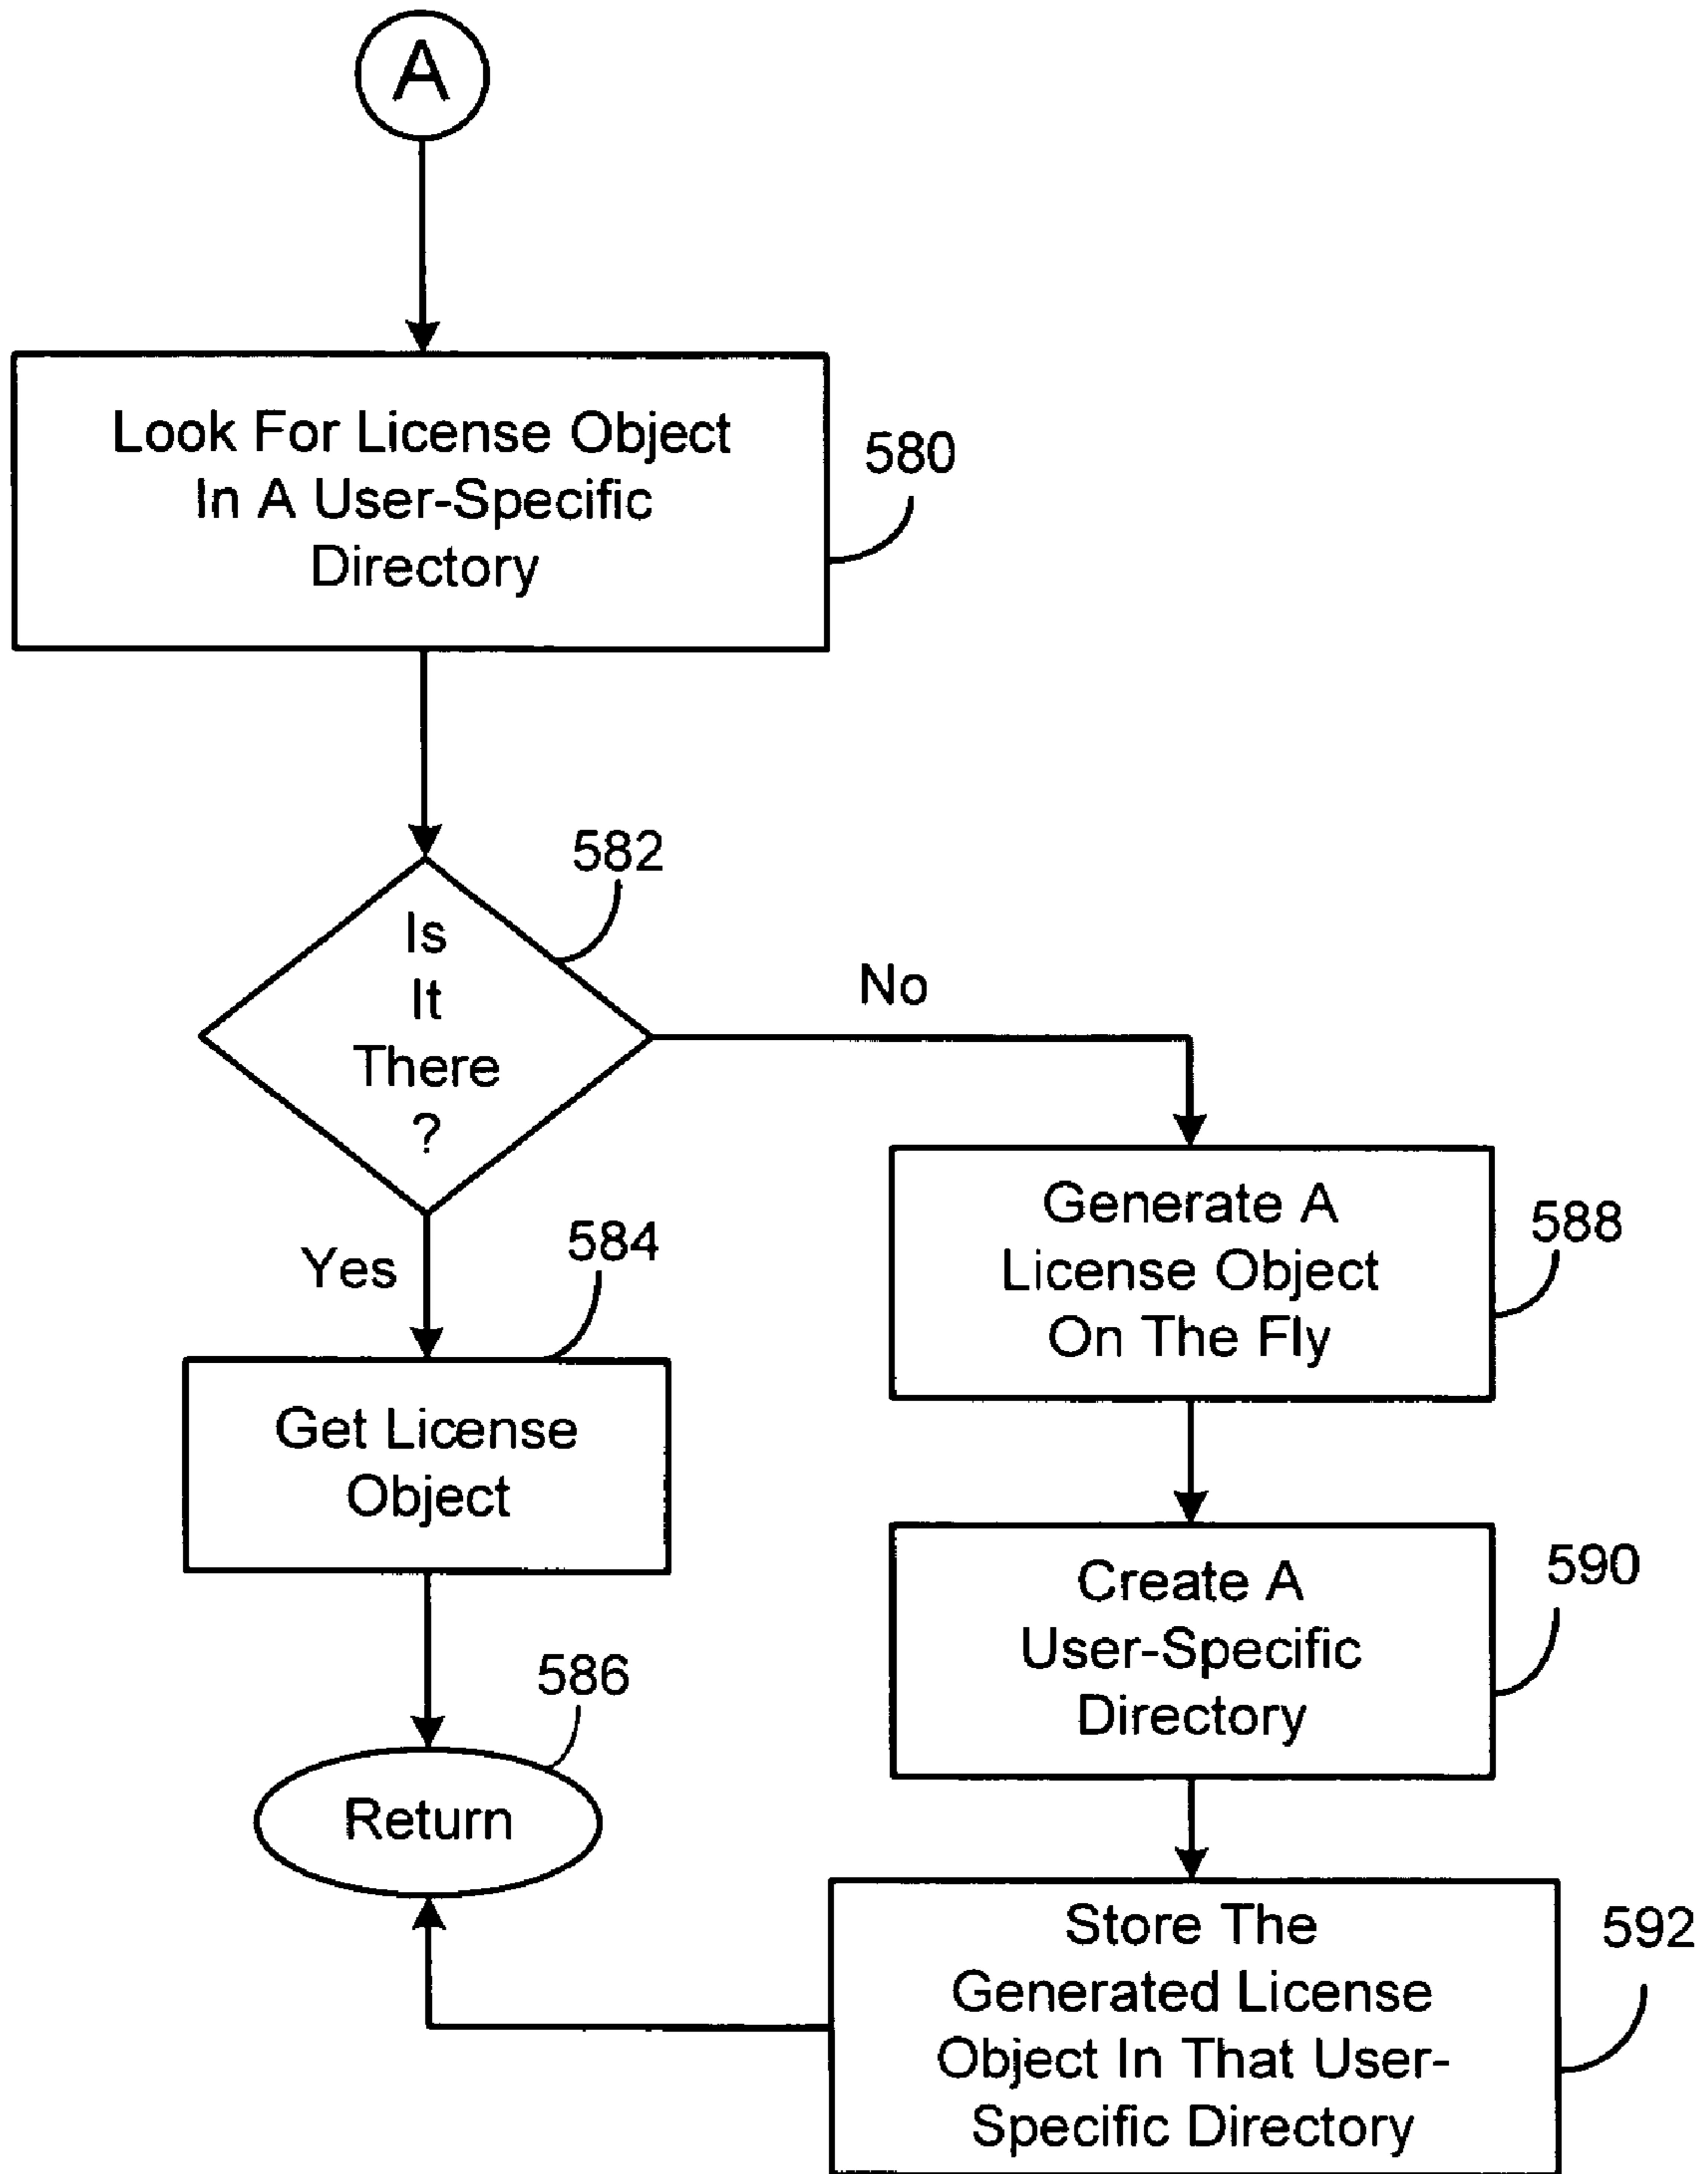 A
Look For License Object
In A User-Specific
Directory
580
582
Is
It
There
?
No
Yes
584
Get License
Object
586
Return
Generate A
License Object
On The Fly
588
Create A
User-Specific
Directory
590
Store The
Generated License
Object In That User-
Specific Directory
592